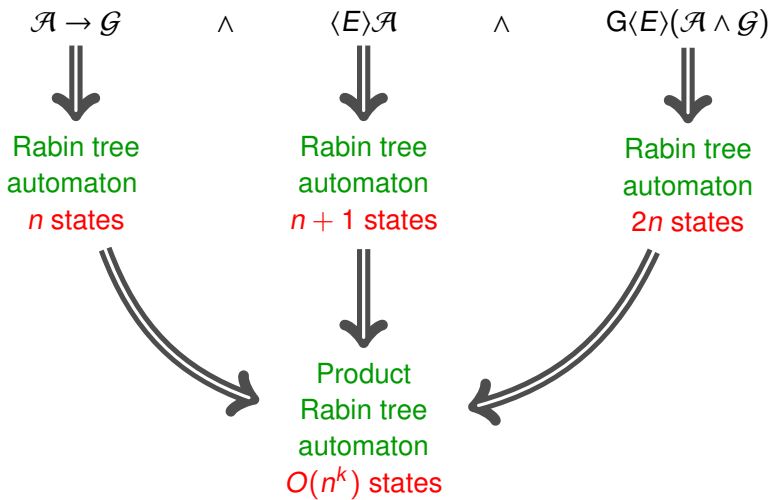 𝒜 → 𝒢 ∧ ⟨E⟩𝒜 ∧ G⟨E⟩(𝒜 ∧ 𝒢)
Rabin tree
automaton
n states
Rabin tree
automaton
n + 1 states
Rabin tree
automaton
2n states
Product
Rabin tree
automaton
O(nᵏ) states